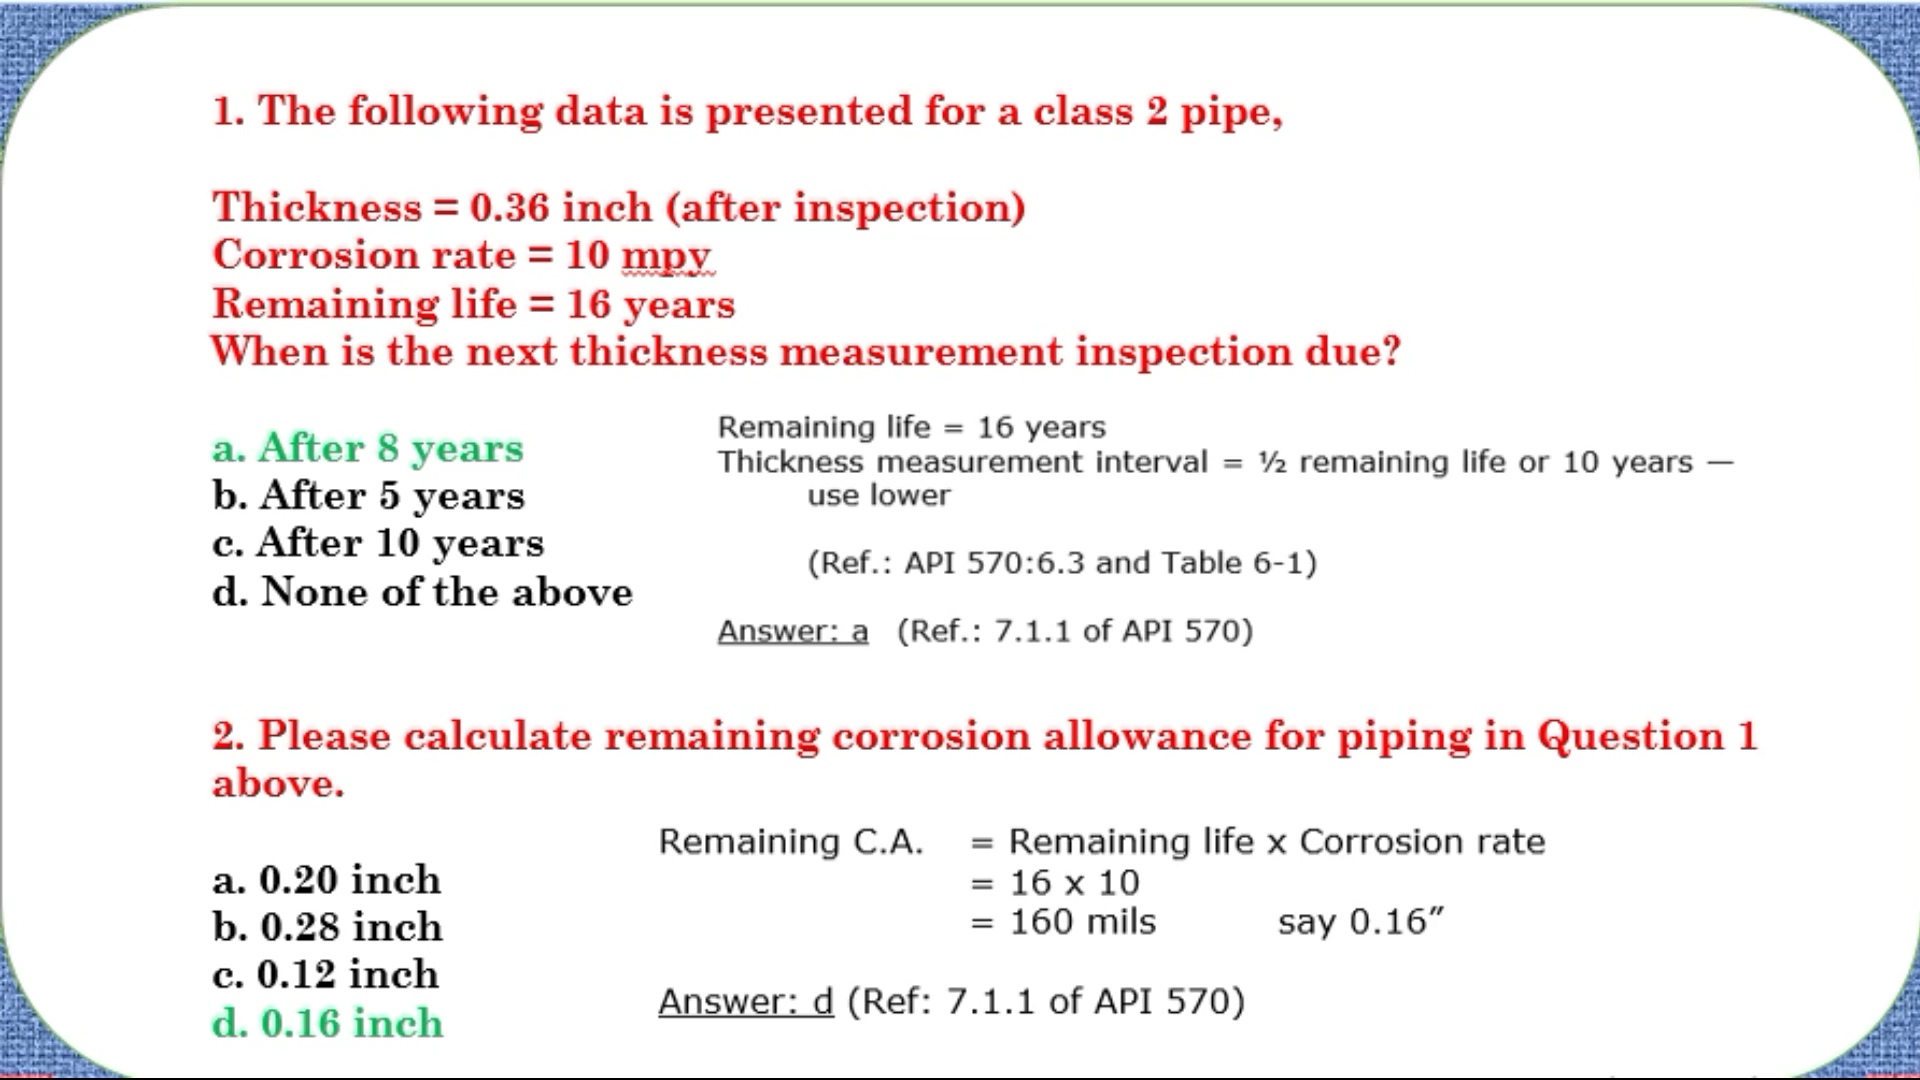 1. The following data is presented for a class 2 pipe,
Thickness = 0.36 inch (after inspection)
Corrosion rate = 10 mpy
Remaining life = 16 years
When is the next thickness measurement inspection due?
a. After 8 years
b. After 5 years
c. After 10 years
d. None of the above
Remaining life = 16 years
Thickness measurement interval = ½ remaining life or 10 years —
use lower
(Ref.: API 570:6.3 and Table 6-1)
Answer: a (Ref.: 7.1.1 of API 570)
2. Please calculate remaining corrosion allowance for piping in Question 1
above.
a. 0.20 inch
b. 0.28 inch
c. 0.12 inch
d. 0.16 inch
Remaining C.A. = Remaining life x Corrosion rate
= 16 x 10
= 160 mils say 0.16″
Answer: d (Ref: 7.1.1 of API 570)